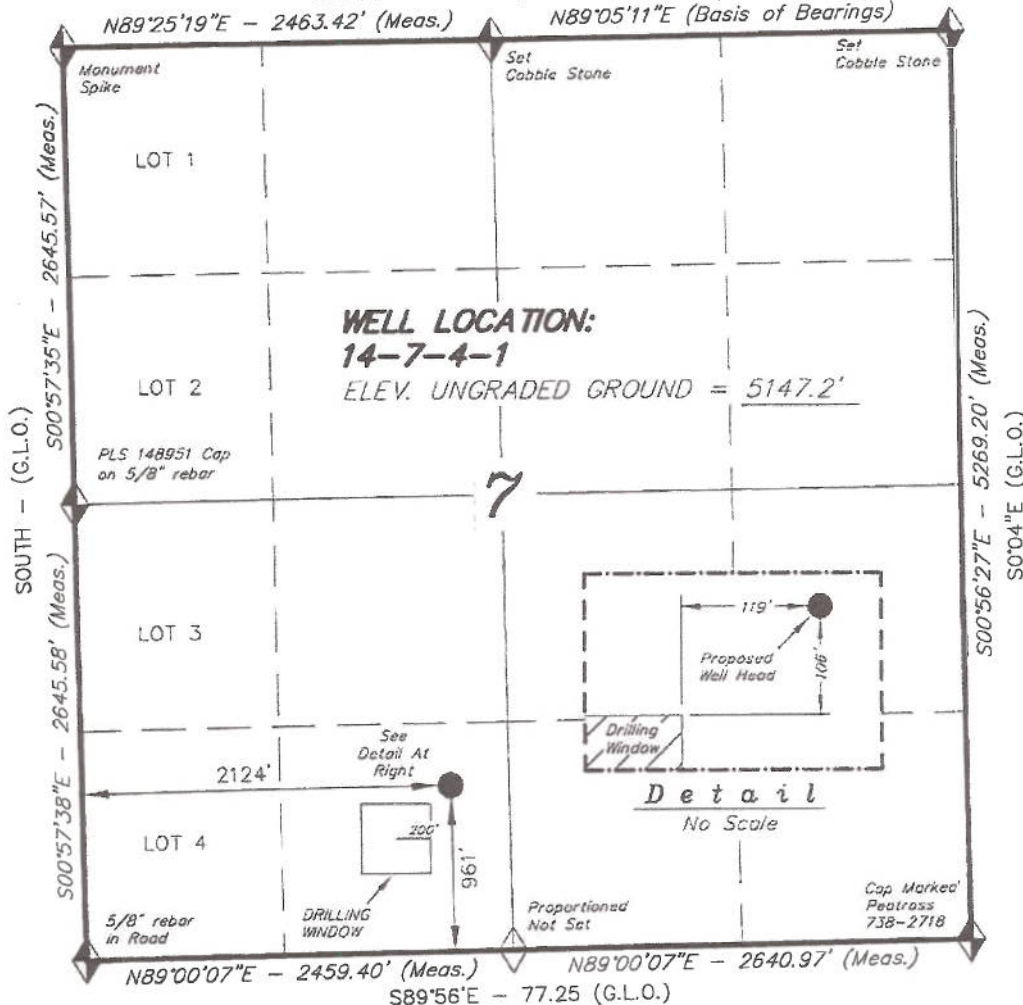 N89°25'19"E - 2463.42' (Meas.)
N89°05'11"E (Basis of Bearings)
Monument
Spike
Set
Cobble Stone
Set
Cobble Stone
LOT 1
S00°57'35"E - 2645.57' (Meas.)
WELL LOCATION:
14-7-4-1
ELEV. UNGRADED GROUND = 5147.2'
LOT 2
PLS 148951 Cap
on 5/8" rebar
SOUTH - (G.L.O.)
7
S00°56'27"E - 5269.20' (Meas.)
S0°04'E (G.L.O.)
S00°57'38"E - 2645.58' (Meas.)
LOT 3
119'
Proposed
Well Head
106'
Drilling
Window
Detail
No Scale
See
Detail At
Right
2124'
LOT 4
200'
961'
DRILLING
WINDOW
5/8" rebar
in Road
Proportioned
Not Set
Cap Marked
Peatross
738-2718
N89°00'07"E - 2459.40' (Meas.)
N89°00'07"E - 2640.97' (Meas.)
S89°56'E - 77.25 (G.L.O.)